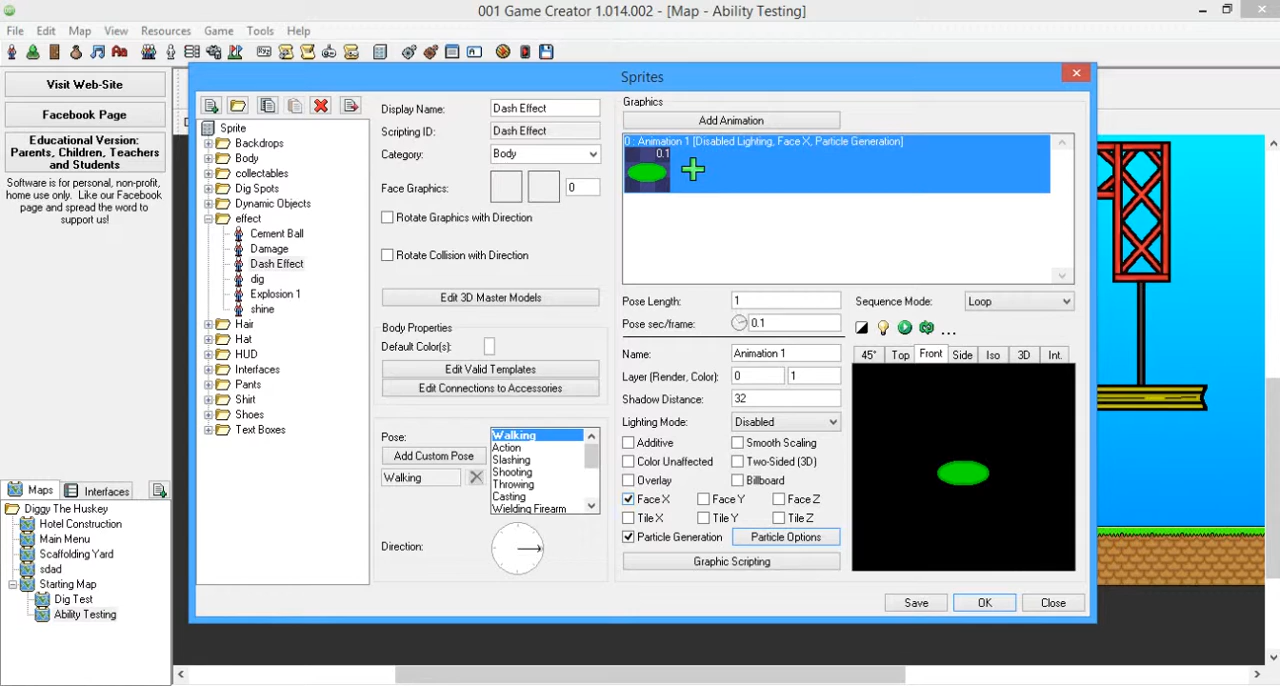 001 Game Creator 1.014.002 - [Map - Ability Testing]
File Edit Map View Resources Game Tools Help
Visit Web-Site
Facebook Page
Educational Version:
Parents, Children, Teachers
and Students
Software is for personal, non-profit,
home use only. Like our Facebook
page and spread the word to
support us!
Maps Interfaces
Diggy The Huskey
Hotel Construction
Main Menu
Scaffolding Yard
sdad
Starting Map
Dig Test
Ability Testing
Sprites
Sprite
Backdrops
Body
collectables
Dig Spots
Dynamic Objects
effect
Cement Ball
Damage
Dash Effect
dig
Explosion 1
shine
Hair
Hat
HUD
Interfaces
Pants
Shirt
Shoes
Text Boxes
Display Name: Dash Effect
Scripting ID: Dash Effect
Category: Body
Face Graphics: 0
Rotate Graphics with Direction
Rotate Collision with Direction
Edit 3D Master Models
Body Properties
Default Color(s):
Edit Valid Templates
Edit Connections to Accessories
Pose:
Add Custom Pose
Walking
Walking
Action
Slashing
Shooting
Throwing
Casting
Wielding Firearm
Direction:
Graphics
Add Animation
0 : Animation 1 [Disabled Lighting, Face X, Particle Generation]
0.1
Pose Length: 1
Sequence Mode: Loop
Pose sec/frame: 0.1
Name: Animation 1
Layer (Render, Color): 0 1
Shadow Distance: 32
Lighting Mode: Disabled
Additive Smooth Scaling
Color Unaffected Two-Sided (3D)
Overlay Billboard
Face X Face Y Face Z
Tile X Tile Y Tile Z
Particle Generation Particle Options
Graphic Scripting
...
45° Top Front Side Iso 3D Int.
Save OK Close